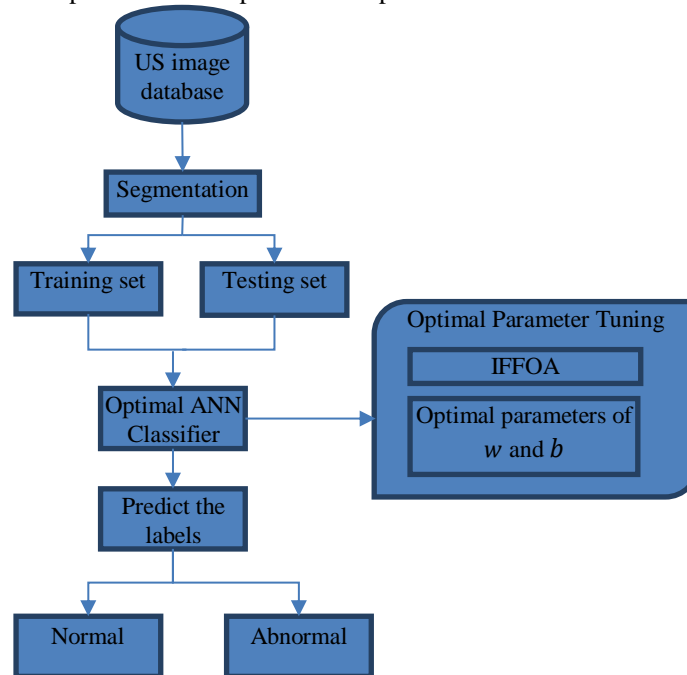 US image
database
Segmentation
Training set
Testing set
Optimal Parameter Tuning
IFFOA
Optimal parameters of
w and b
Optimal ANN
Classifier
Predict the
labels
Normal
Abnormal